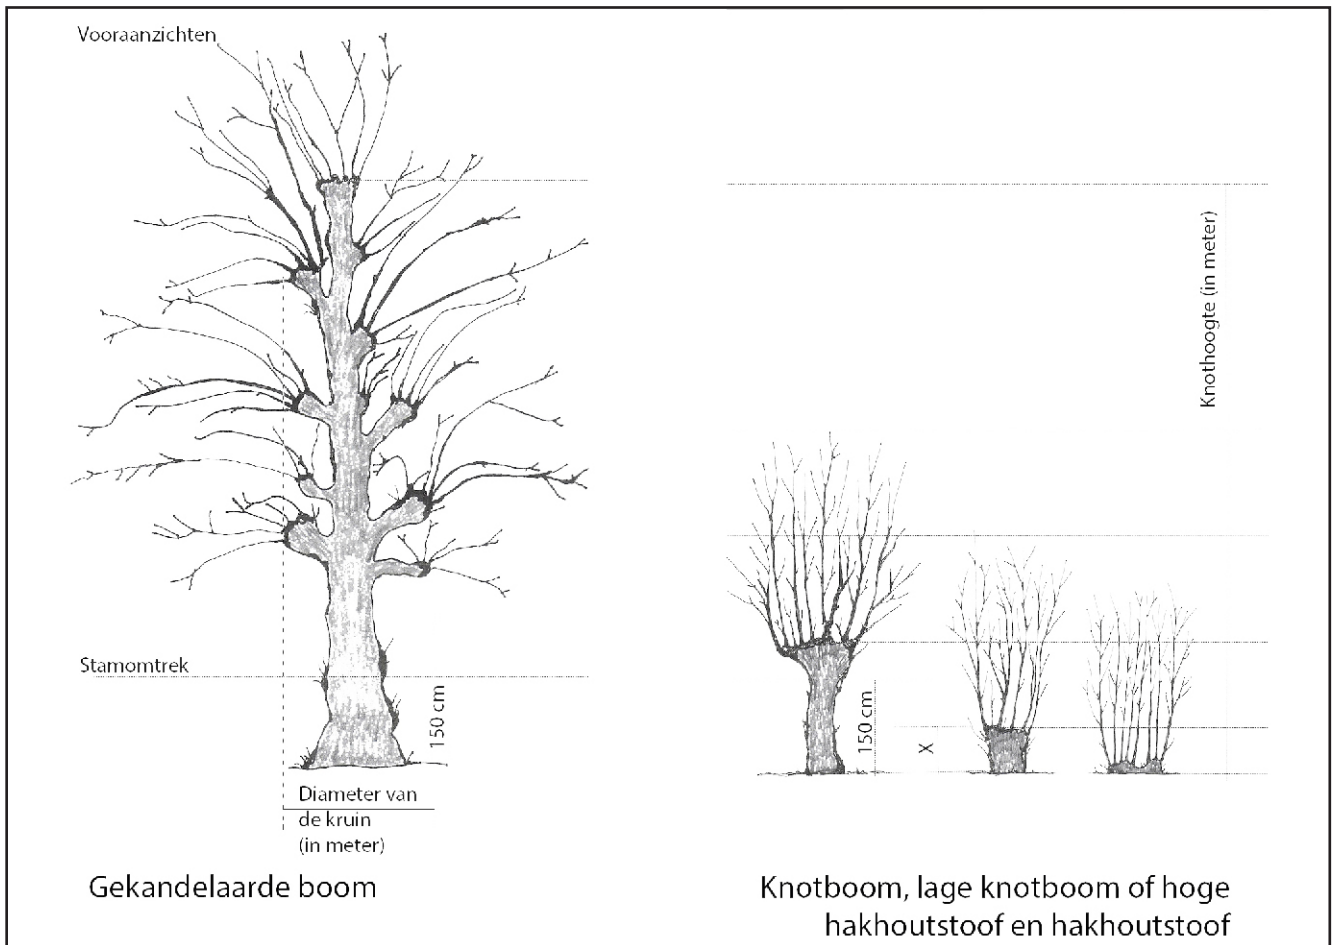 Vooraanzichten
Knothoogte (in meter)
Stamomtrek
150 cm
150 cm
X
Diameter van
de kruin
(in meter)
Gekandelaarde boom
Knotboom, lage knotboom of hoge
hakhoutstoof en hakhoutstoof